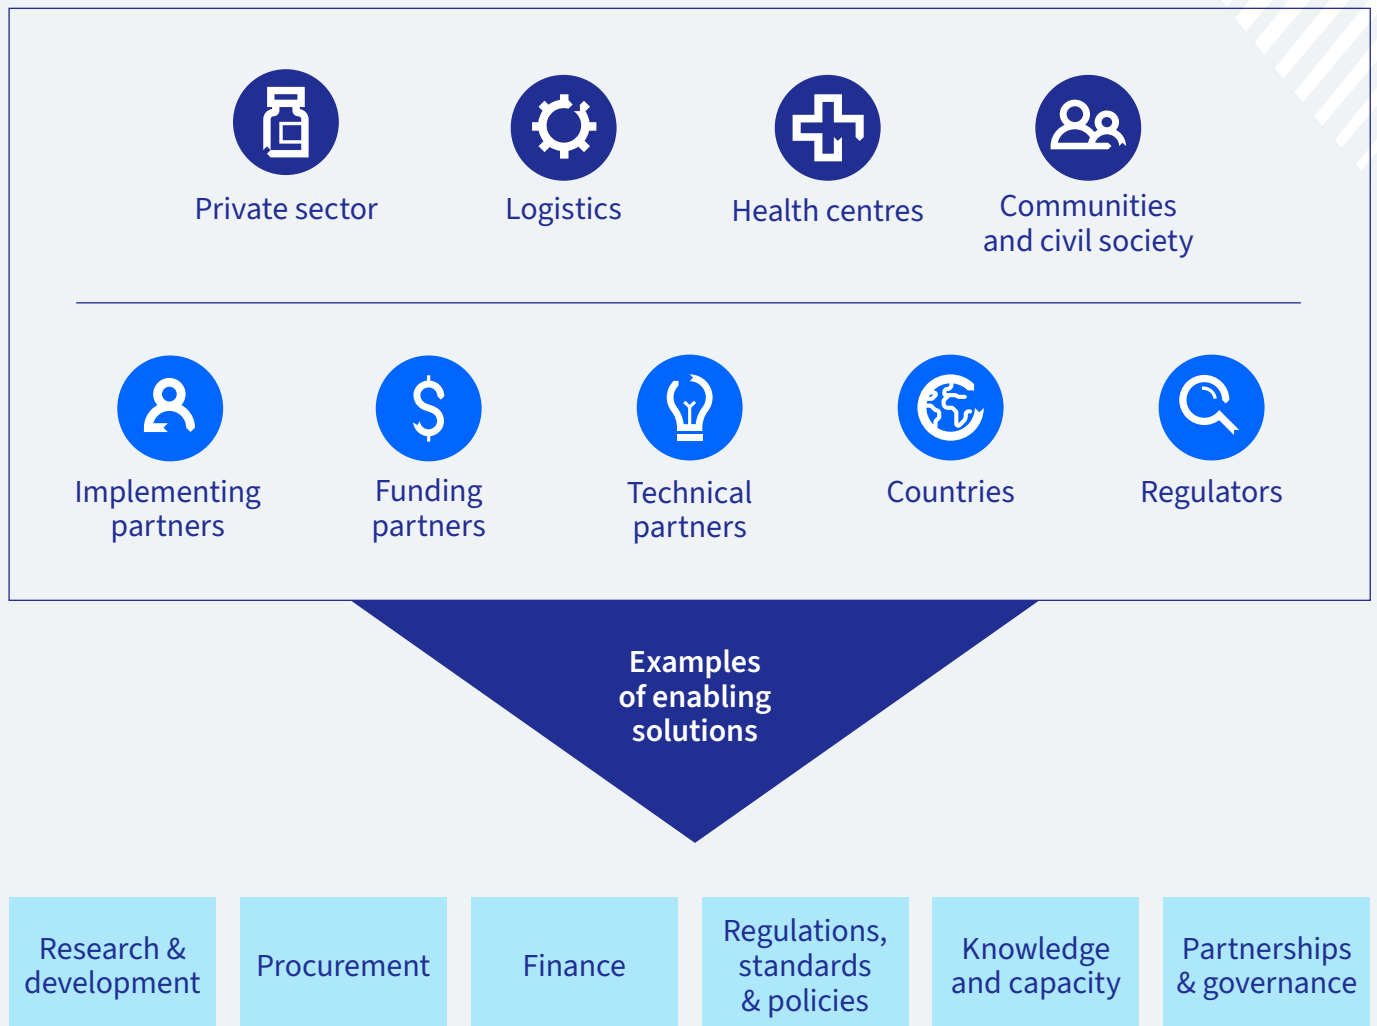 Private sector
Logistics
Health centres
Communities
and civil society
Implementing
partners
Funding
partners
Technical
partners
Countries
Regulators
Examples
of enabling
solutions
Research &
development
Procurement
Finance
Regulations,
standards
& policies
Knowledge
and capacity
Partnerships
& governance